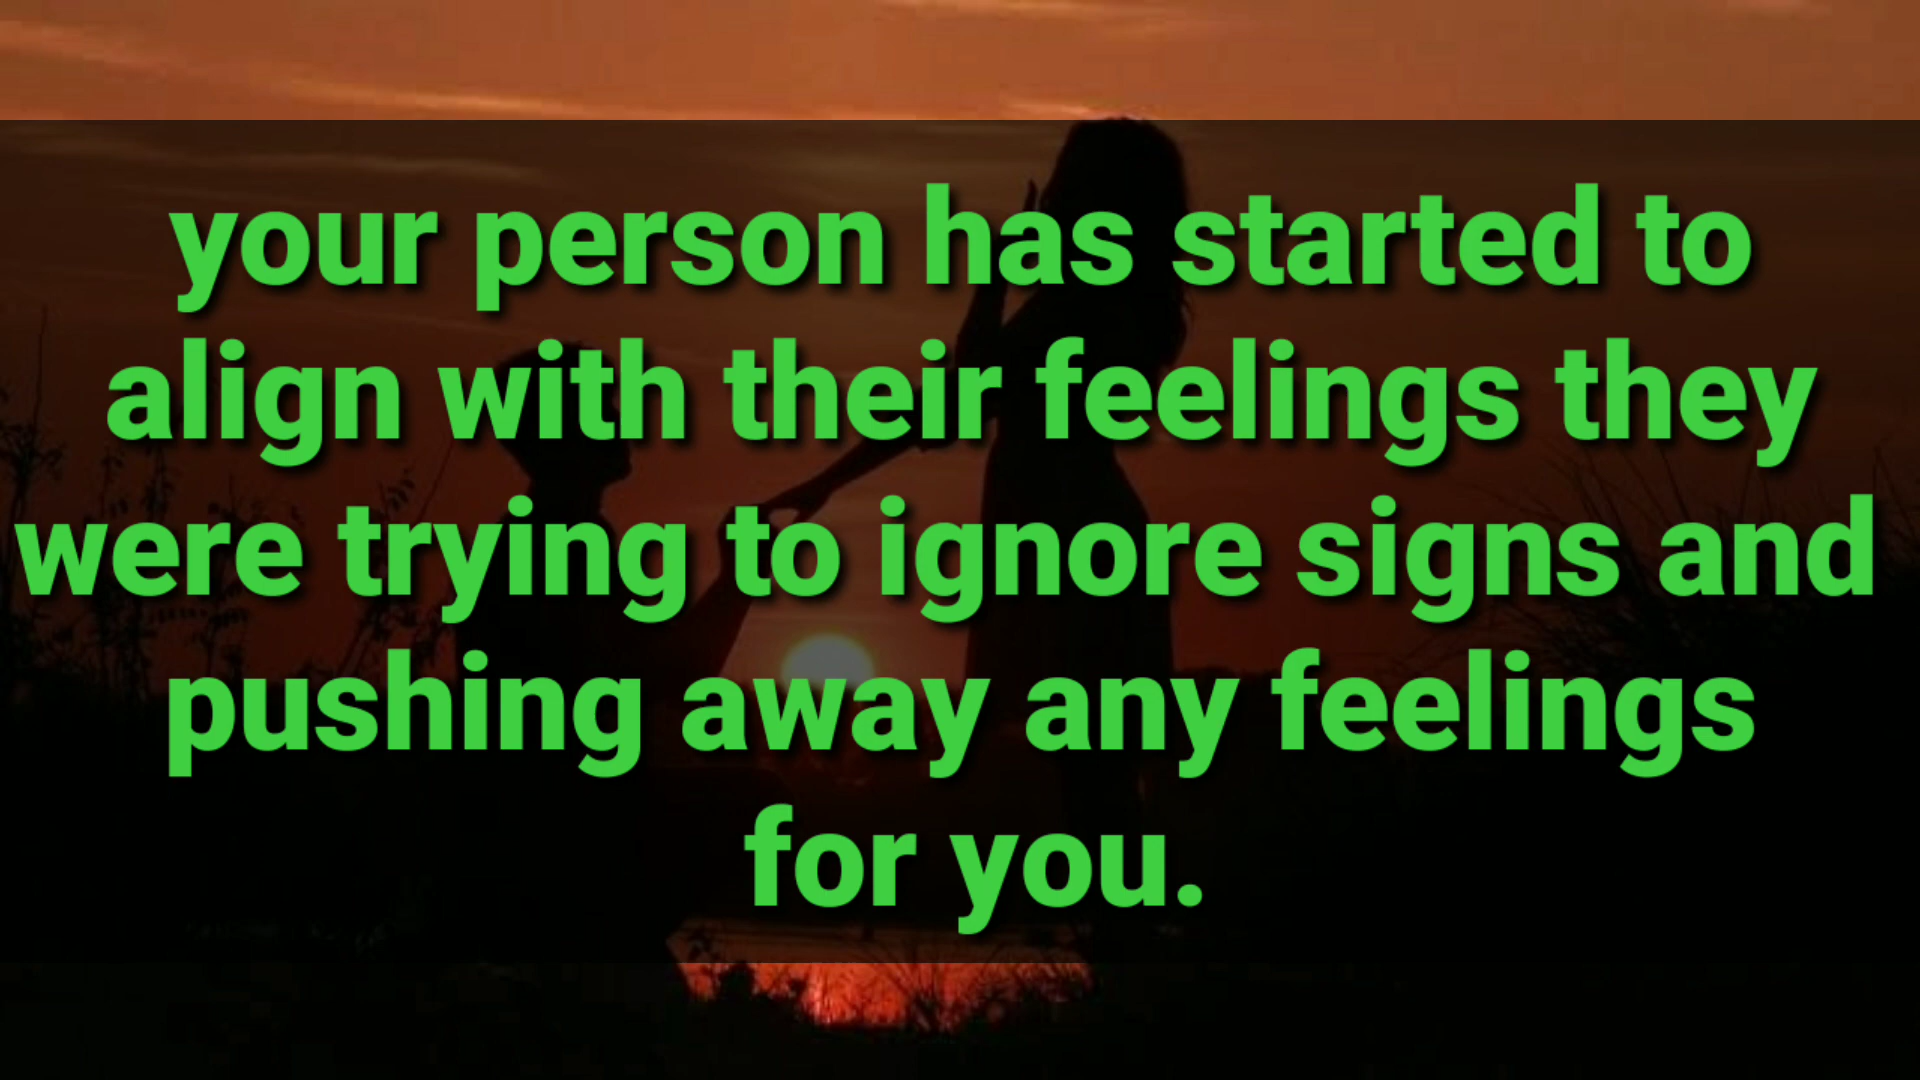 your person has started to
align with their feelings they
were trying to ignore signs and
pushing away any feelings
for you.